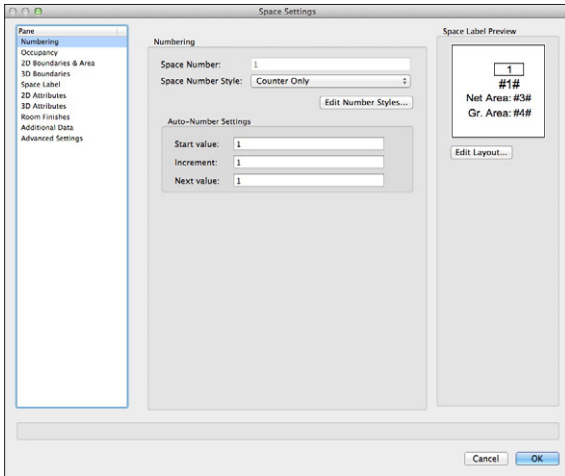 Space Settings
Pane
Numbering
Occupancy
2D Boundaries & Area
3D Boundaries
Space Label
2D Attributes
3D Attributes
Room Finishes
Additional Data
Advanced Settings
Numbering
Space Number: 1
Space Number Style: Counter Only
Edit Number Styles...
Auto-Number Settings
Start value: 1
Increment: 1
Next value: 1
Space Label Preview
1
#1#
Net Area: #3#
Gr. Area: #4#
Edit Layout...
Cancel
OK